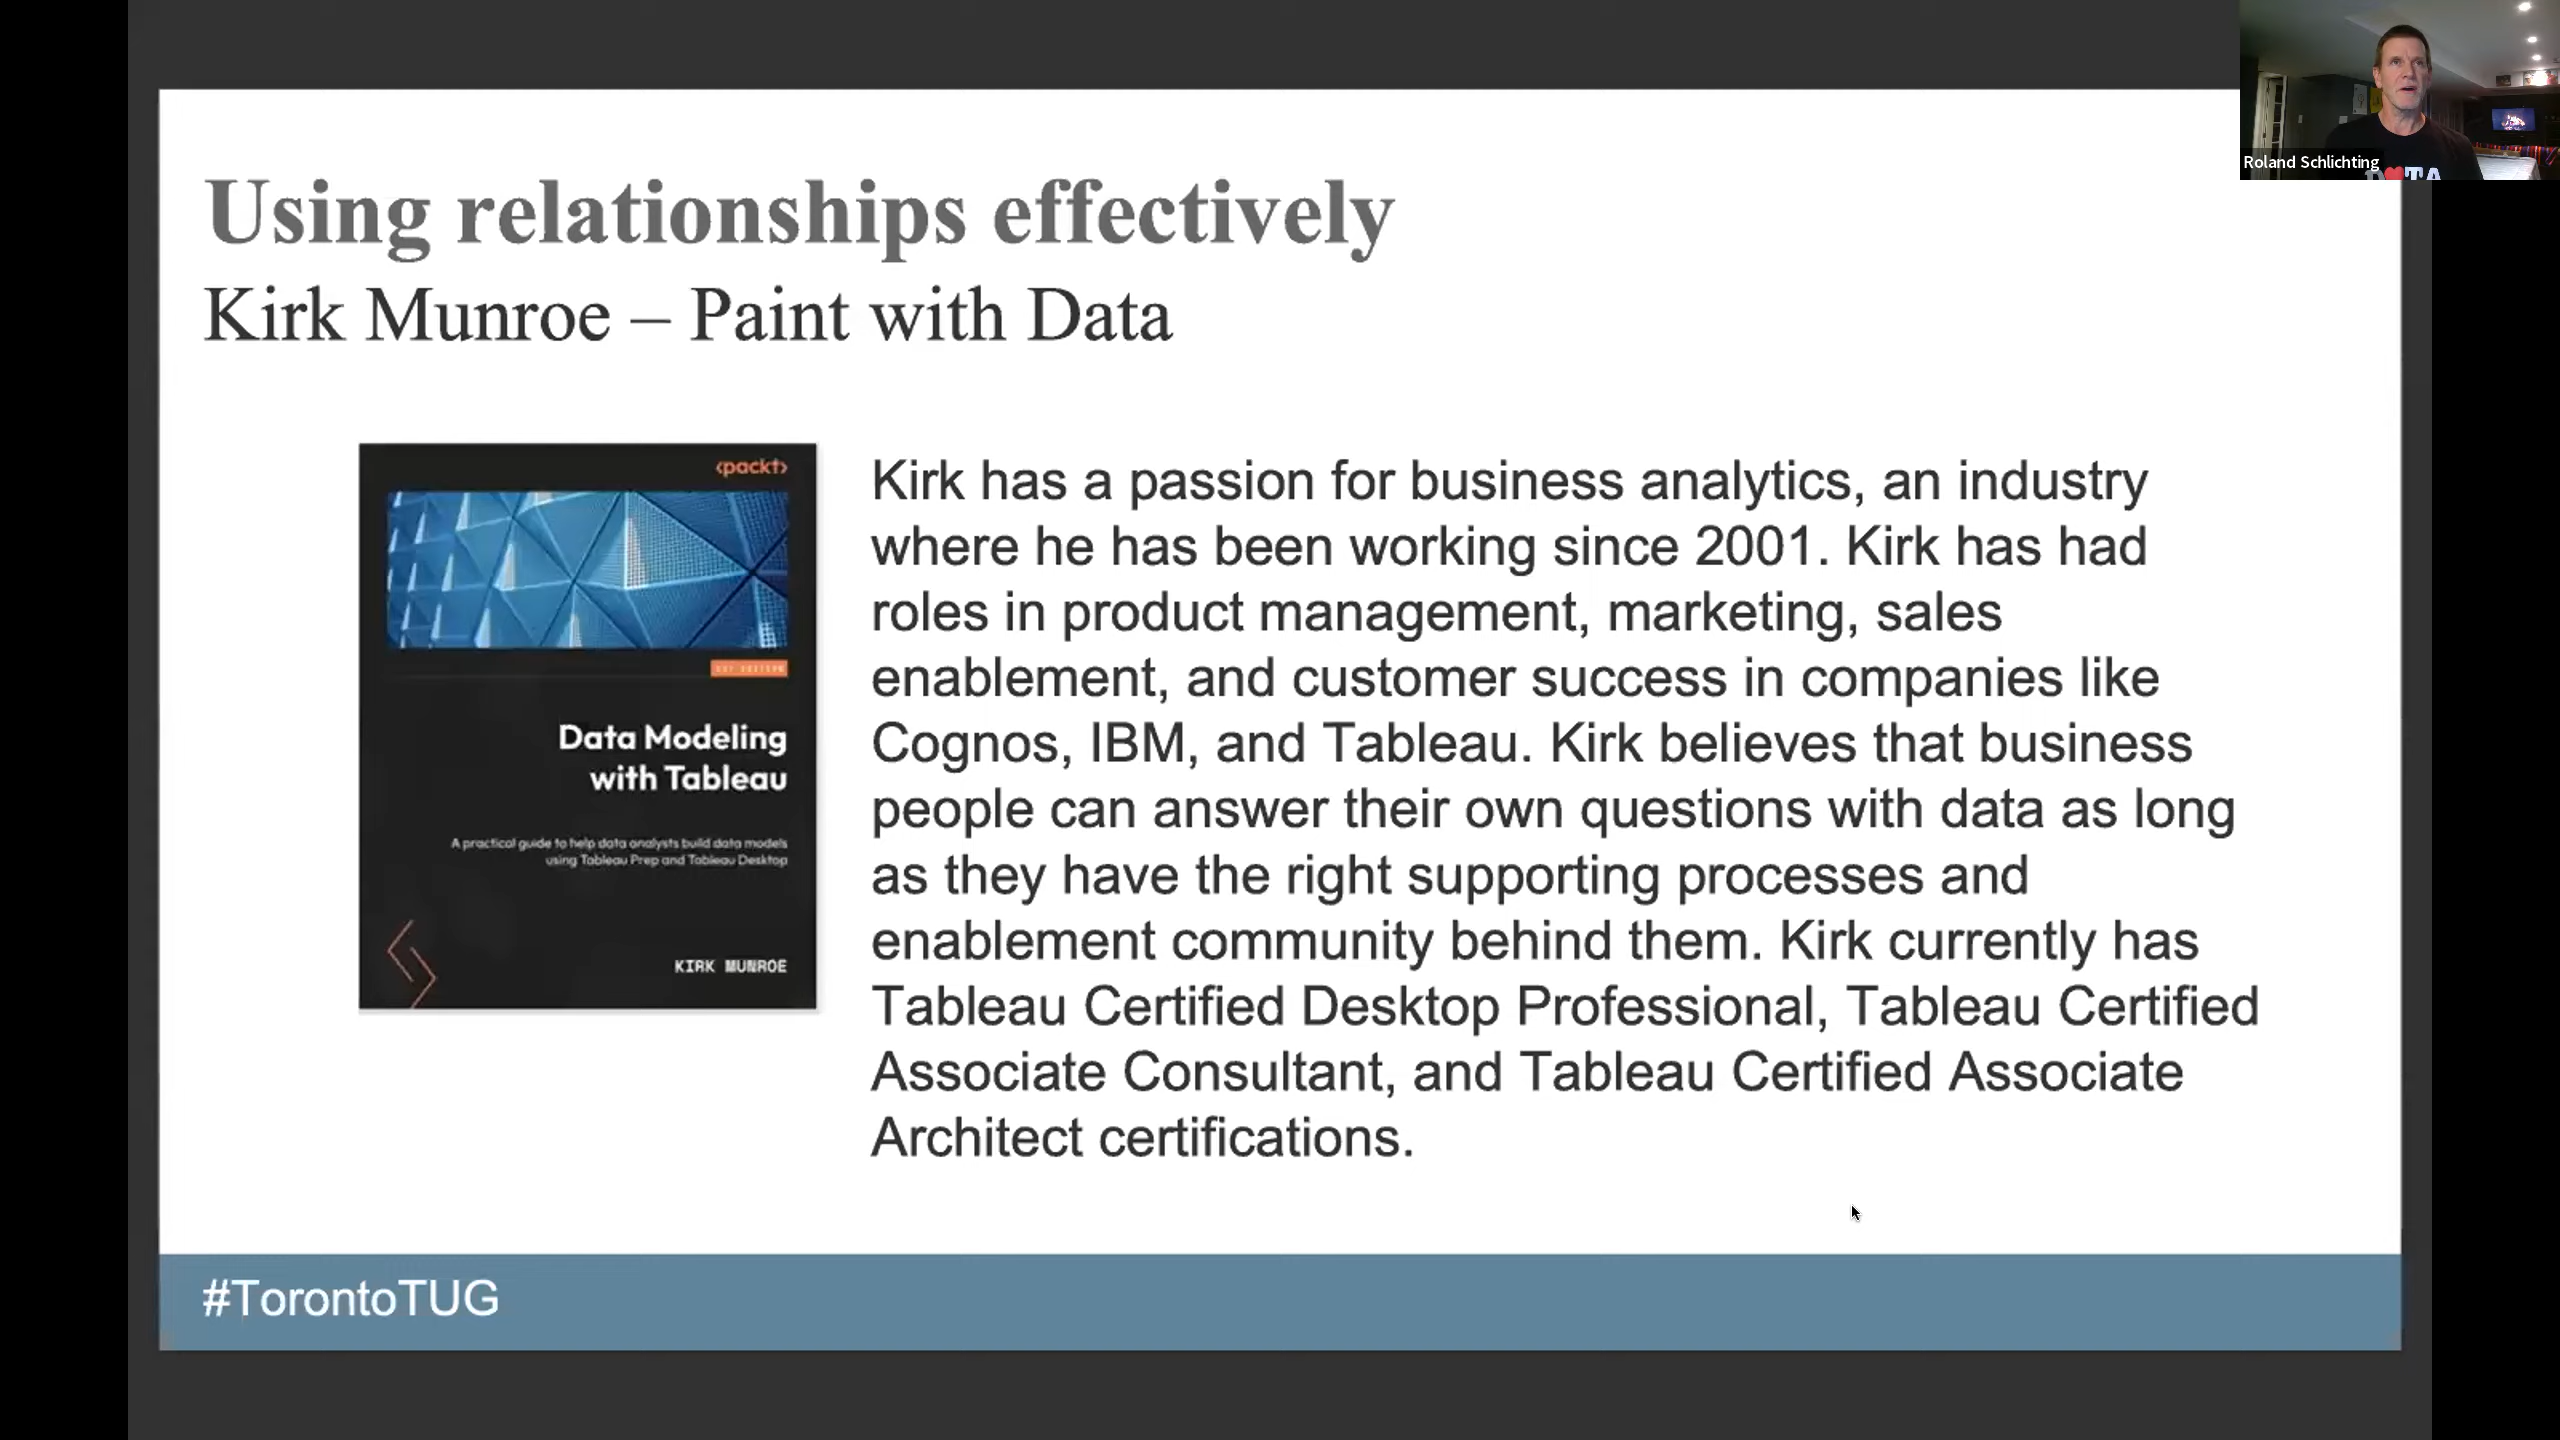 Roland Schlichting
Using relationships effectively
Kirk Munroe – Paint with Data
<packt>
Data Modeling
with Tableau
A practical guide to help data analysts build data models
using Tableau Prep and Tableau Desktop
KIRK MUNROE
Kirk has a passion for business analytics, an industry
where he has been working since 2001. Kirk has had
roles in product management, marketing, sales
enablement, and customer success in companies like
Cognos, IBM, and Tableau. Kirk believes that business
people can answer their own questions with data as long
as they have the right supporting processes and
enablement community behind them. Kirk currently has
Tableau Certified Desktop Professional, Tableau Certified
Associate Consultant, and Tableau Certified Associate
Architect certifications.
#TorontoTUG